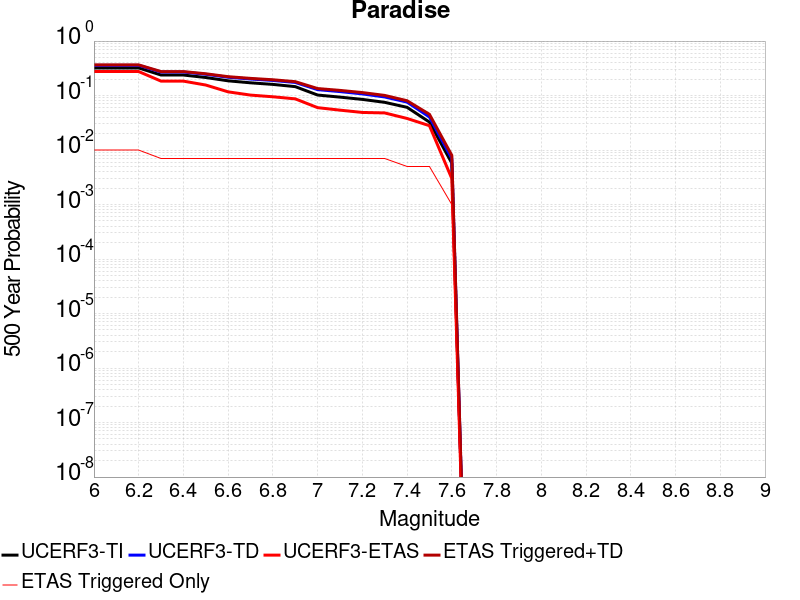 Paradise
10^0
10^-1
10^-2
10^-3
10^-4
10^-5
10^-6
10^-7
10^-8
500 Year Probability
6 6.2 6.4 6.6 6.8 7 7.2 7.4 7.6 7.8 8 8.2 8.4 8.6 8.8 9
Magnitude
UCERF3-TI UCERF3-TD UCERF3-ETAS ETAS Triggered+TD
ETAS Triggered Only